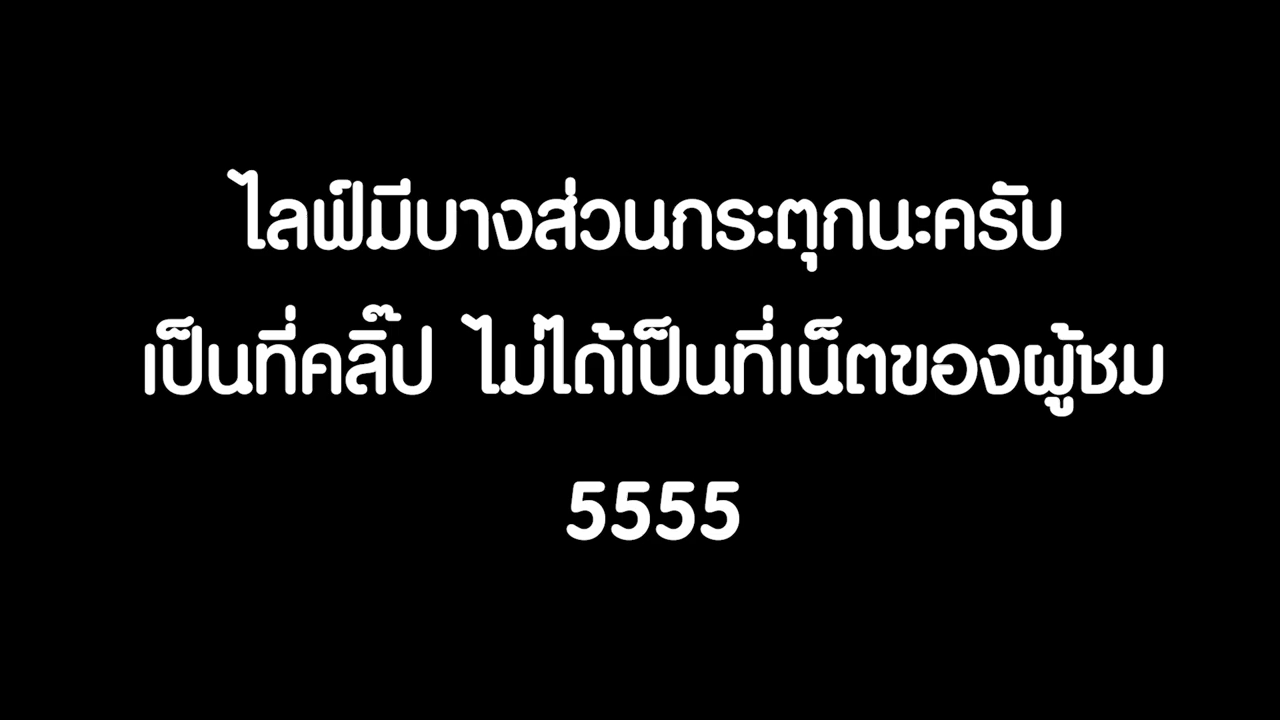 ไลฟ์มีบางส่วนกระตุกนะครับ
เป็นที่คลิ๊ป ไม่ได้เป็นที่เน็ตของผู้ชม
5555